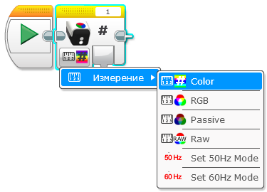 1
#
Измерение
Color
RGB
Passive
RAW Raw
50 Hz Set 50Hz Mode
60 Hz Set 60Hz Mode